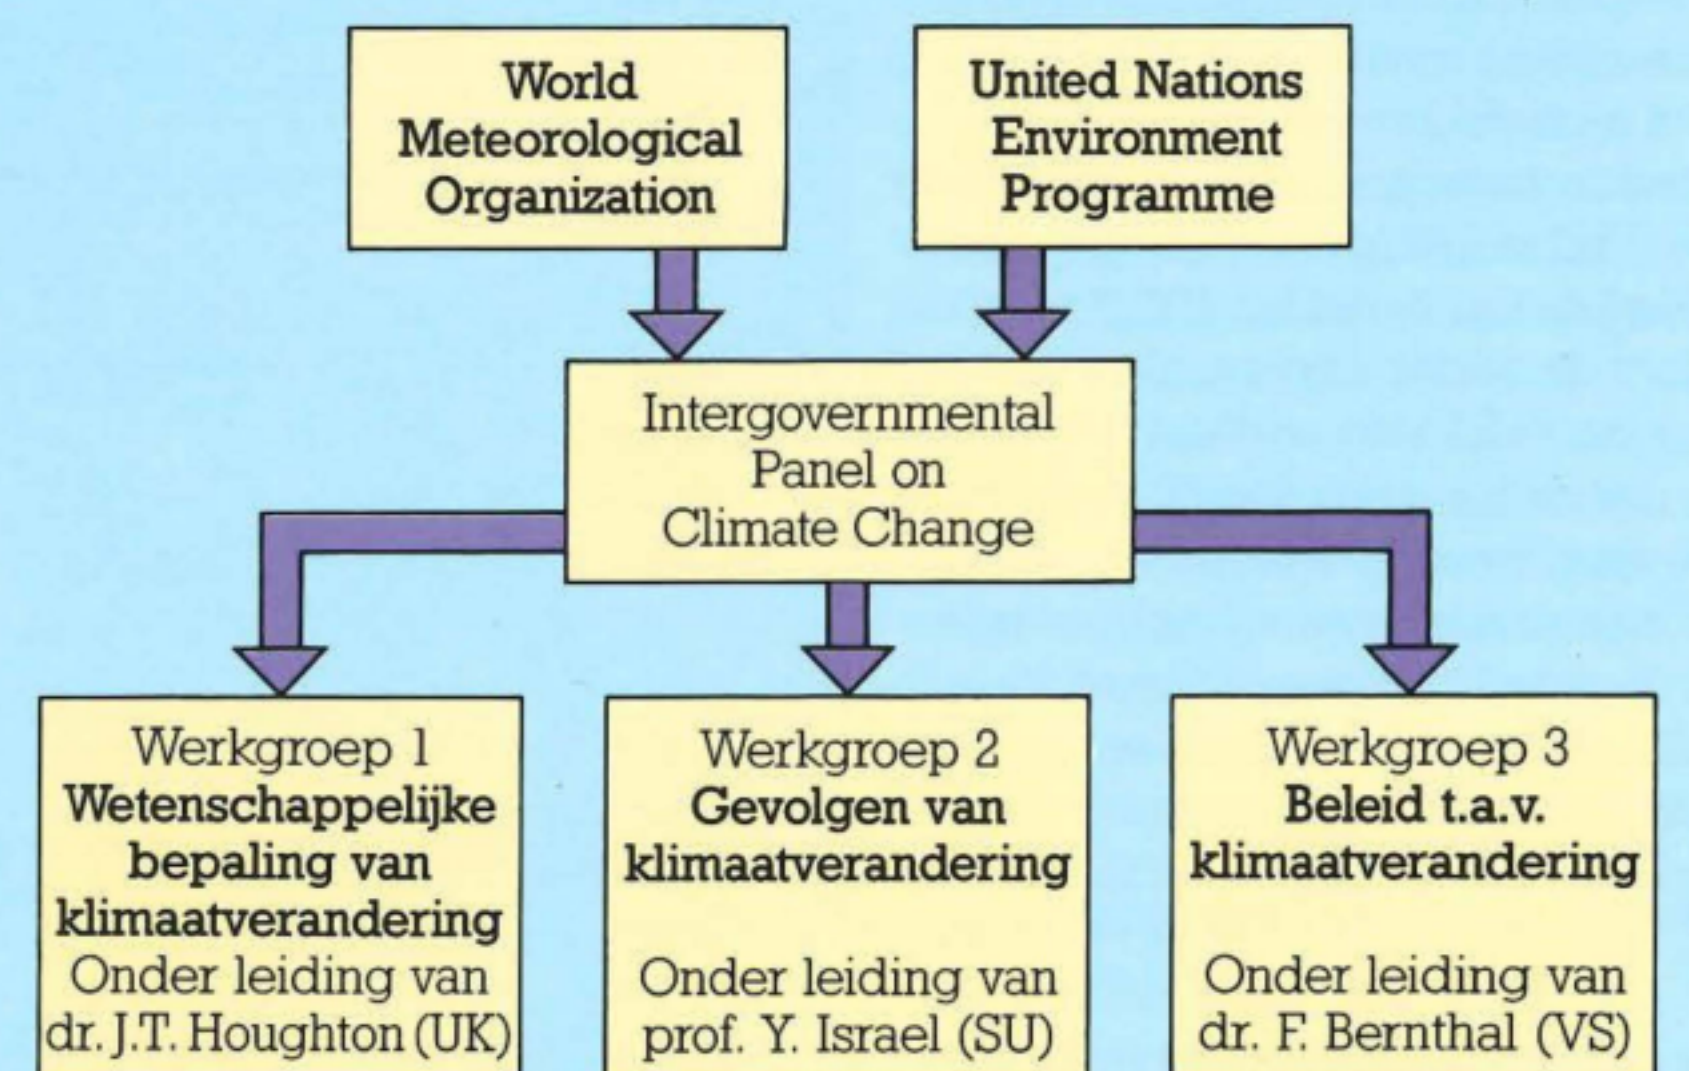 World
Meteorological
Organization
United Nations
Environment
Programme
Intergovernmental
Panel on
Climate Change
Werkgroep 1
Wetenschappelijke
bepaling van
klimaatverandering
Onder leiding van
dr. J.T. Houghton (UK)
Werkgroep 2
Gevolgen van
klimaatverandering
Onder leiding van
prof. Y. Israel (SU)
Werkgroep 3
Beleid t.a.v.
klimaatverandering
Onder leiding van
dr. F. Bernthal (VS)